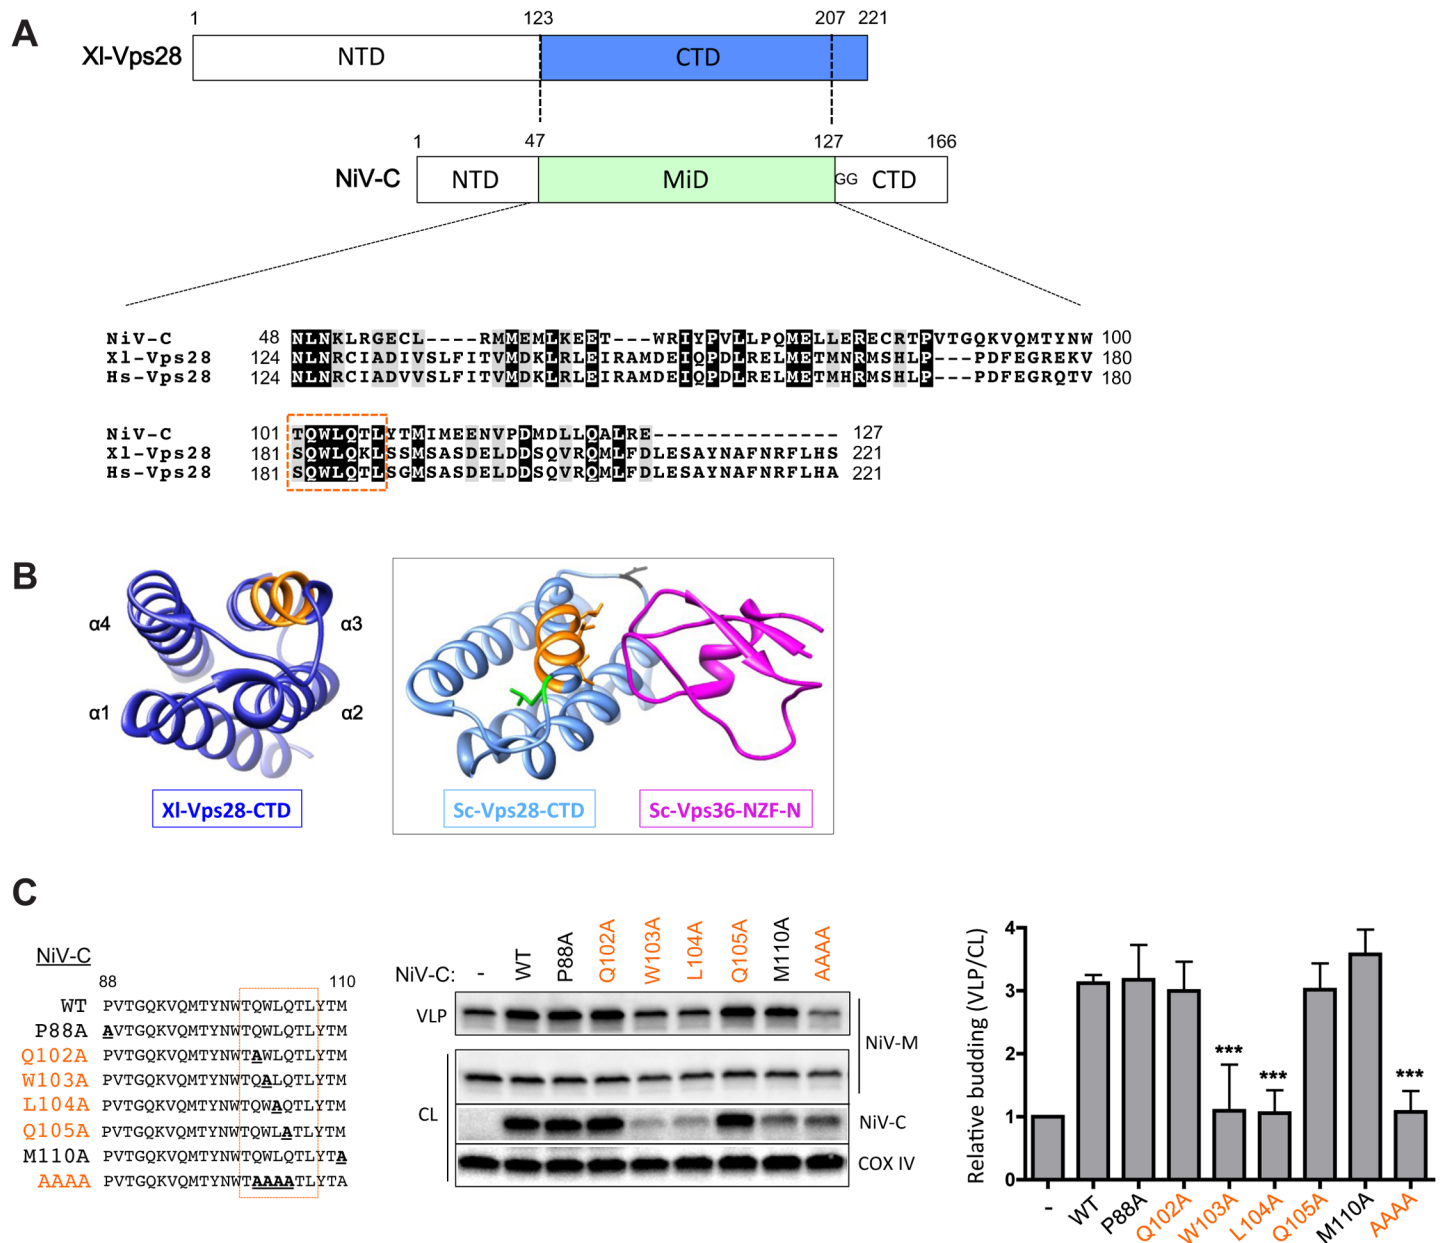 A
1 123 207 221
Xl-Vps28 NTD CTD
1 47 127 166
NiV-C NTD MiD GG CTD
NiV-C 48 NLNKLRGECL----RMMEMLKEET---WRIYPVLLPQMELLERECRTPVTGQKVQMTYNW 100
Xl-Vps28 124 NLNRCIADIVSLFITVMDKLRLEIRAMDEIQPDLRELMETMNRMSHLP---PDFEGREKV 180
Hs-Vps28 124 NLNRCIADVVSLFITVMDKLRLEIRAMDEIQPDLRELMETMHRMSHLP---PDFEGRQTV 180
NiV-C 101 TQWLQTLYTMIMEENVPDMDLLQALRE-------------- 127
Xl-Vps28 181 SQWLQKLSSMSASDELDDSQVRQMLFDLESAYNAFNRFLHS 221
Hs-Vps28 181 SQWLQTLSGMSASDELDDSQVRQMLFDLESAYNAFNRFLHA 221
B
α4 α3
α1 α2
Xl-Vps28-CTD
Sc-Vps28-CTD Sc-Vps36-NZF-N
C
NiV-C
88 110
WT PVTGQKVQMTYNWTQWLQTLYTM
P88A AVTGQKVQMTYNWTQWLQTLYTM
Q102A PVTGQKVQMTYNWTAWLQTLYTM
W103A PVTGQKVQMTYNWTQALQTLYTM
L104A PVTGQKVQMTYNWTQWAQTLYTM
Q105A PVTGQKVQMTYNWTQWLATLYTM
M110A PVTGQKVQMTYNWTQWLQTLYTA
AAAA PVTGQKVQMTYNWTAAAATLYTA
NiV-C: - WT P88A Q102A W103A L104A Q105A M110A AAAA
VLP
NiV-M
CL
NiV-C
COX IV
Relative budding (VLP/CL)
4
3
2
1
0
*** *** ***
- WT P88A Q102A W103A L104A Q105A M110A AAAA